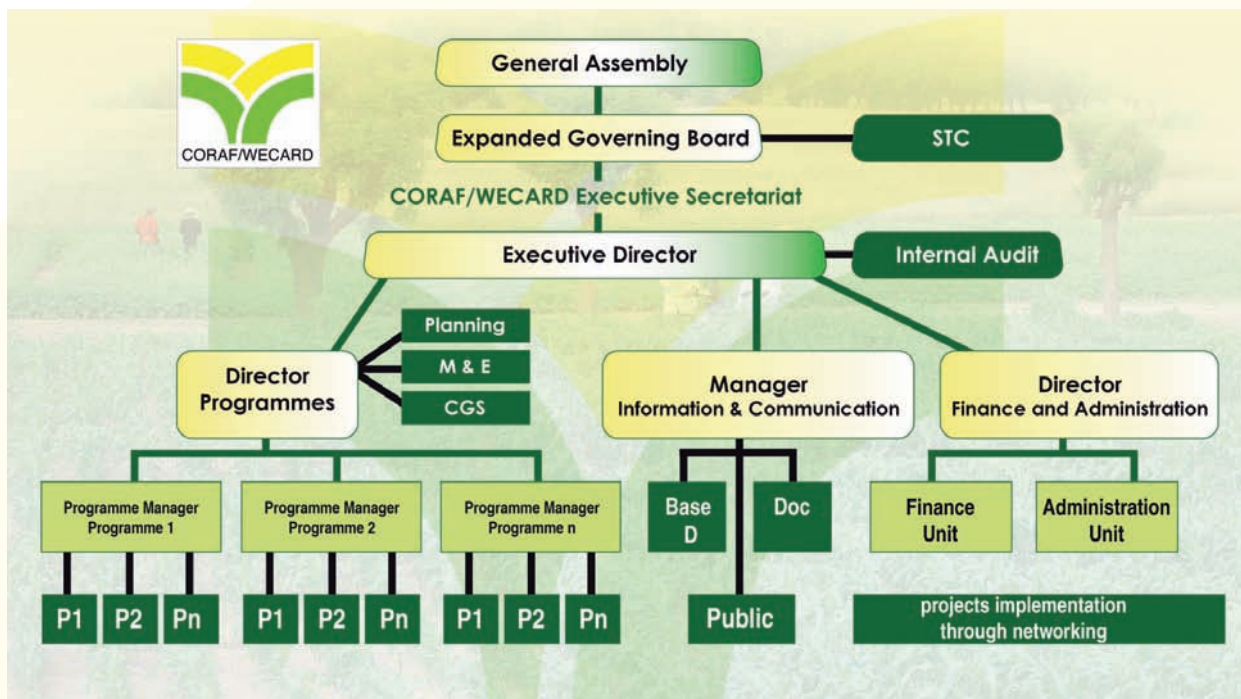 CORAF/WECARD
General Assembly
Expanded Governing Board
STC
CORAF/WECARD Executive Secretariat
Executive Director
Internal Audit
Planning
M & E
CGS
Director
Programmes
Manager
Information & Communication
Director
Finance and Administration
Programme Manager
Programme 1
Programme Manager
Programme 2
Programme Manager
Programme n
Base
D
Doc
Finance
Unit
Administration
Unit
P1
P2
Pn
P1
P2
Pn
P1
P2
Pn
Public
projects implementation
through networking